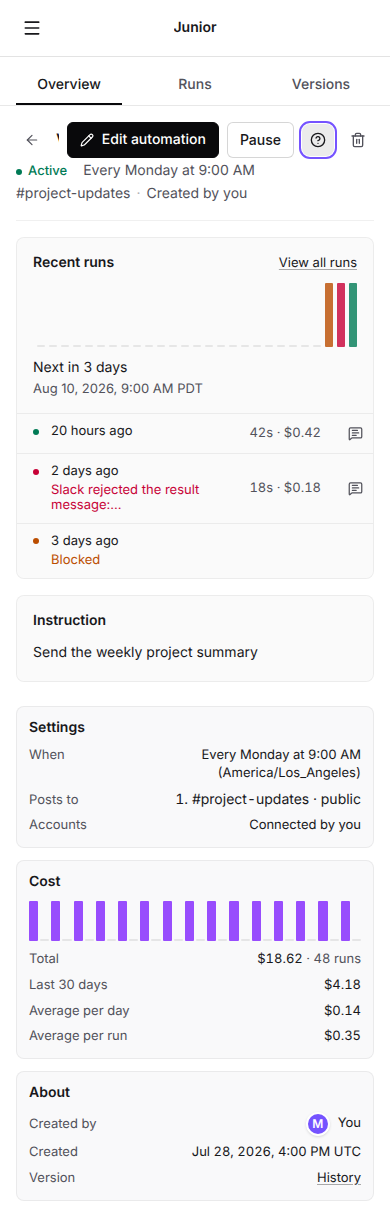 Junior
Overview
Runs
Versions
Edit automation
Pause
Active Every Monday at 9:00 AM
#project-updates · Created by you
Recent runs
View all runs
Next in 3 days
Aug 10, 2026, 9:00 AM PDT
20 hours ago
42s · $0.42
2 days ago
Slack rejected the result
message:...
18s · $0.18
3 days ago
Blocked
Instruction
Send the weekly project summary
Settings
When
Every Monday at 9:00 AM
(America/Los_Angeles)
Posts to
1. #project-updates · public
Accounts
Connected by you
Cost
Total
$18.62 · 48 runs
Last 30 days
$4.18
Average per day
$0.14
Average per run
$0.35
About
Created by
M You
Created
Jul 28, 2026, 4:00 PM UTC
Version
History